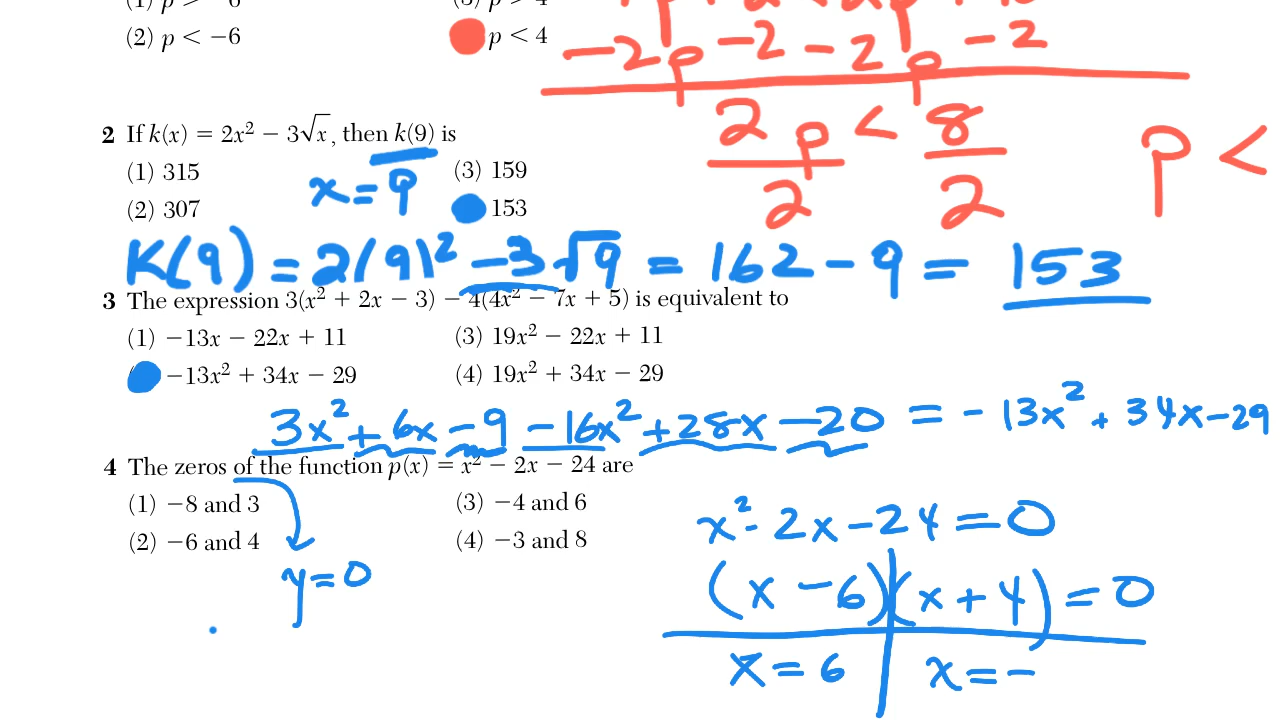 (2) p < −6
p < 4
−2p −2 −2p −2
2p < 8
2 2
p <
2 If k(x) = 2x² − 3√x, then k(9) is
(1) 315
(3) 159
(2) 307
153
x = 9
K(9) = 2(9)² −3√9 = 162 − 9 = 153
3 The expression 3(x² + 2x − 3) − 4(4x² − 7x + 5) is equivalent to
(1) −13x − 22x + 11
(3) 19x² − 22x + 11
−13x² + 34x − 29
(4) 19x² + 34x − 29
3x² + 6x − 9 − 16x² + 28x − 20 = −13x² + 34x − 29
4 The zeros of the function p(x) = x² − 2x − 24 are
(1) −8 and 3
(3) −4 and 6
(2) −6 and 4
(4) −3 and 8
y = 0
x² - 2x − 24 = 0
(x − 6)(x + 4) = 0
x = 6
x = −